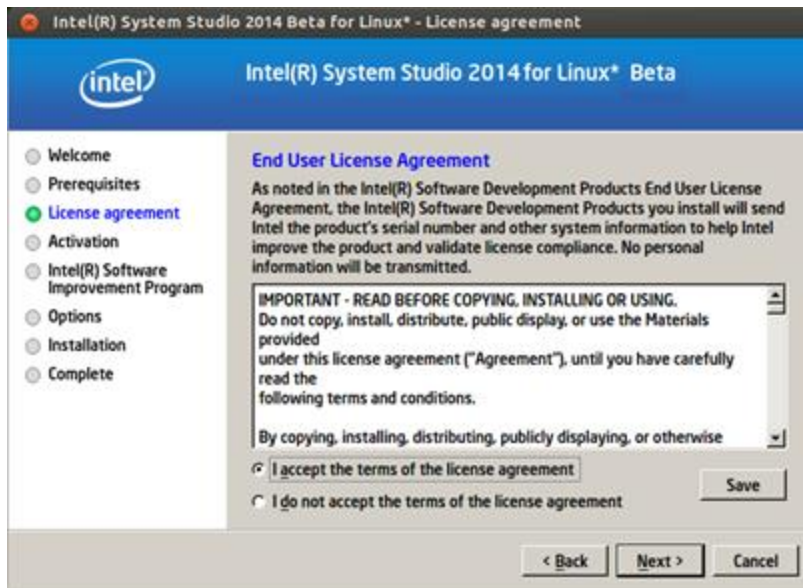 Intel(R) System Studio 2014 Beta for Linux* - License agreement
intel
Intel(R) System Studio 2014 for Linux* Beta
Welcome
Prerequisites
License agreement
Activation
Intel(R) Software
Improvement Program
Options
Installation
Complete
End User License Agreement
As noted in the Intel(R) Software Development Products End User License
Agreement, the Intel(R) Software Development Products you install will send
Intel the product's serial number and other system information to help Intel
improve the product and validate license compliance. No personal
information will be transmitted.
IMPORTANT - READ BEFORE COPYING, INSTALLING OR USING.
Do not copy, install, distribute, public display, or use the Materials
provided
under this license agreement ("Agreement"), until you have carefully
read the
following terms and conditions.
By copying, installing, distributing, publicly displaying, or otherwise
I accept the terms of the license agreement
I do not accept the terms of the license agreement
Save
< Back
Next >
Cancel